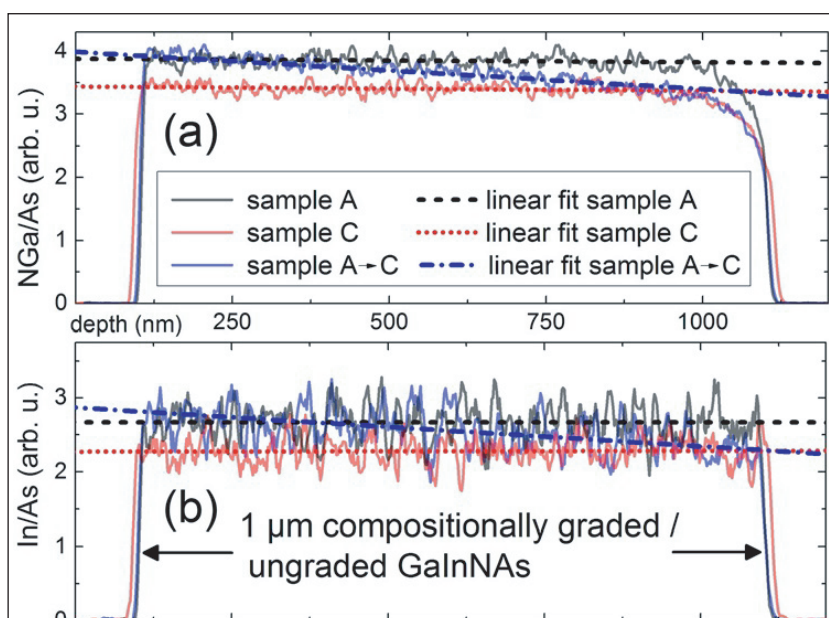 4
3
2
1
0
NGa/As (arb. u.)
(a)
sample A
linear fit sample A
sample C
linear fit sample C
sample A→C
linear fit sample A→C
depth (nm)
250
500
750
1000
3
2
1
0
In/As (arb. u.)
(b)
1 μm compositionally graded /
ungraded GaInNAs